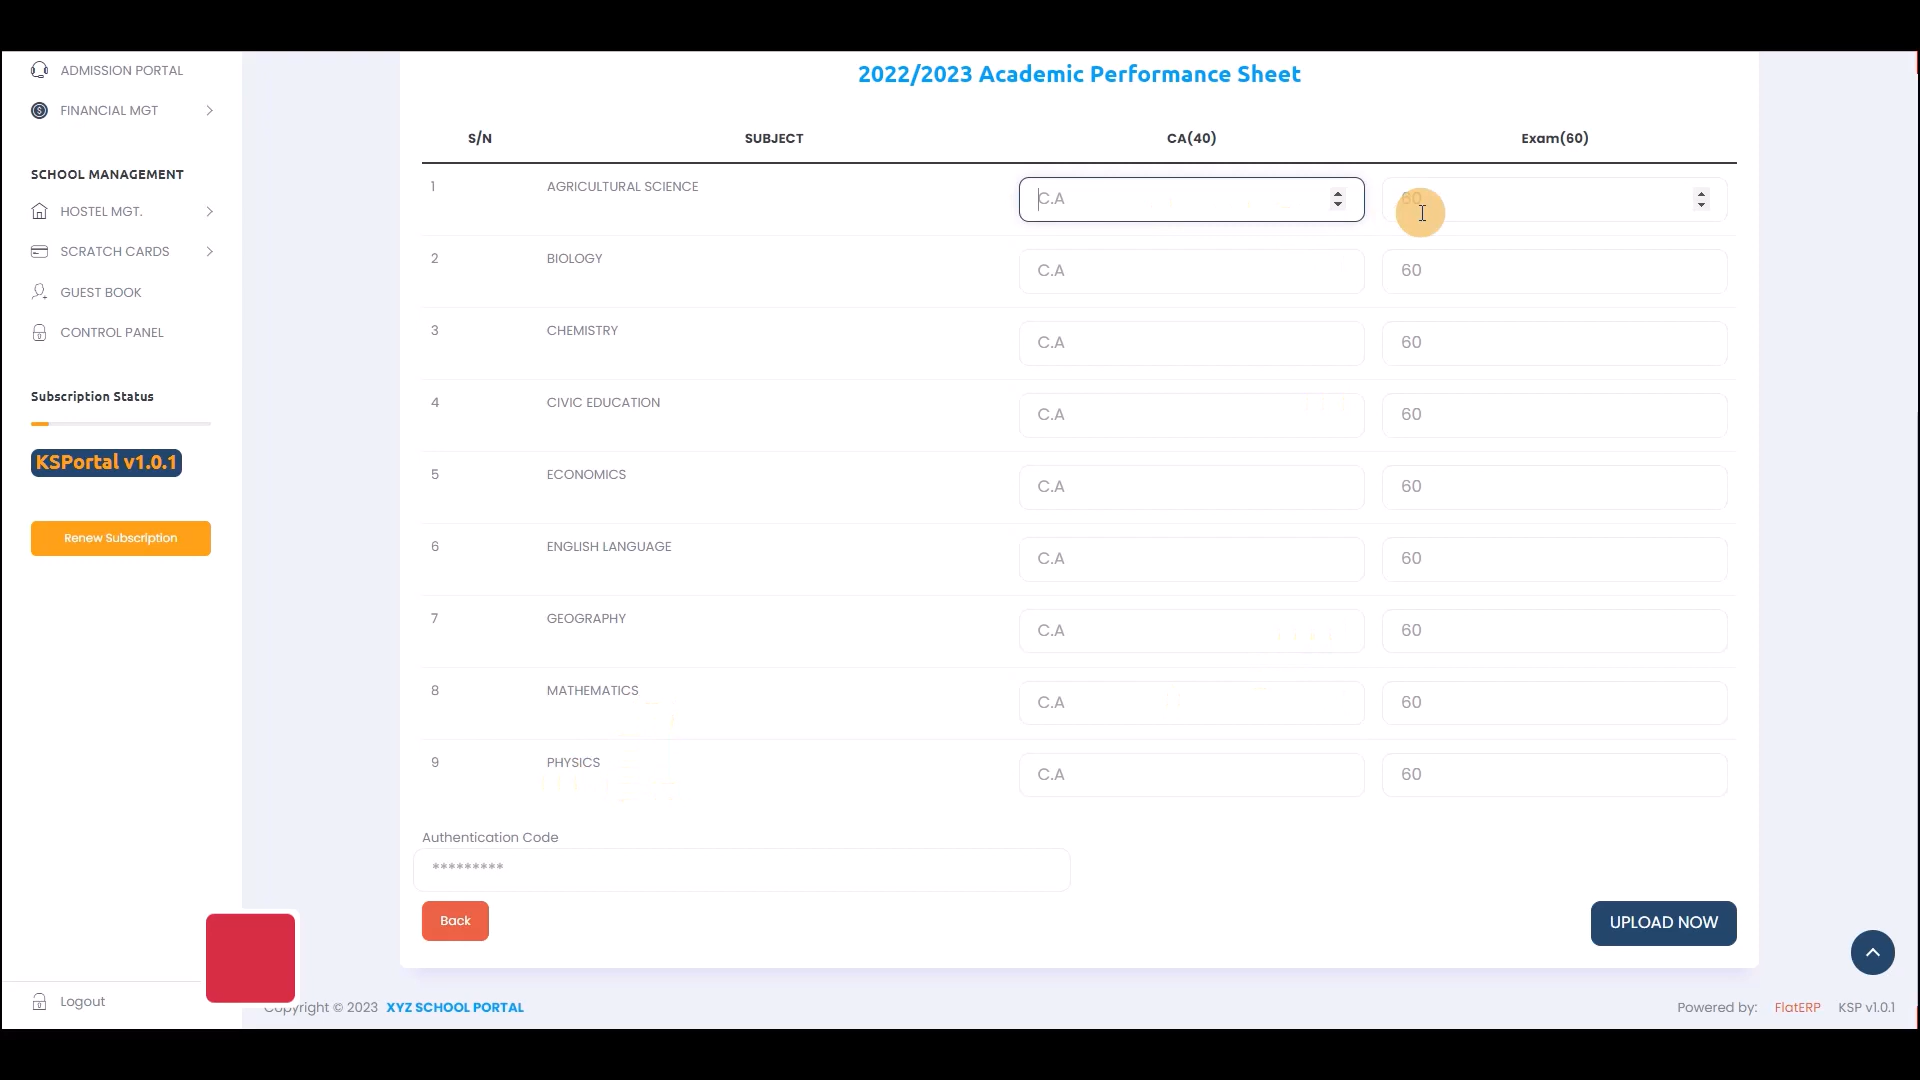 ADMISSION PORTAL
FINANCIAL MGT
SCHOOL MANAGEMENT
HOSTEL MGT.
SCRATCH CARDS
GUEST BOOK
CONTROL PANEL
Subscription Status
KSPortal v1.0.1
Renew Subscription
Logout
2022/2023 Academic Performance Sheet
S/N SUBJECT CA(40) Exam(60)
1 AGRICULTURAL SCIENCE C.A 60
2 BIOLOGY C.A 60
3 CHEMISTRY C.A 60
4 CIVIC EDUCATION C.A 60
5 ECONOMICS C.A 60
6 ENGLISH LANGUAGE C.A 60
7 GEOGRAPHY C.A 60
8 MATHEMATICS C.A 60
9 PHYSICS C.A 60
Authentication Code
*********
Back UPLOAD NOW
Copyright © 2023 XYZ SCHOOL PORTAL Powered by: FlatERP KSP v1.0.1